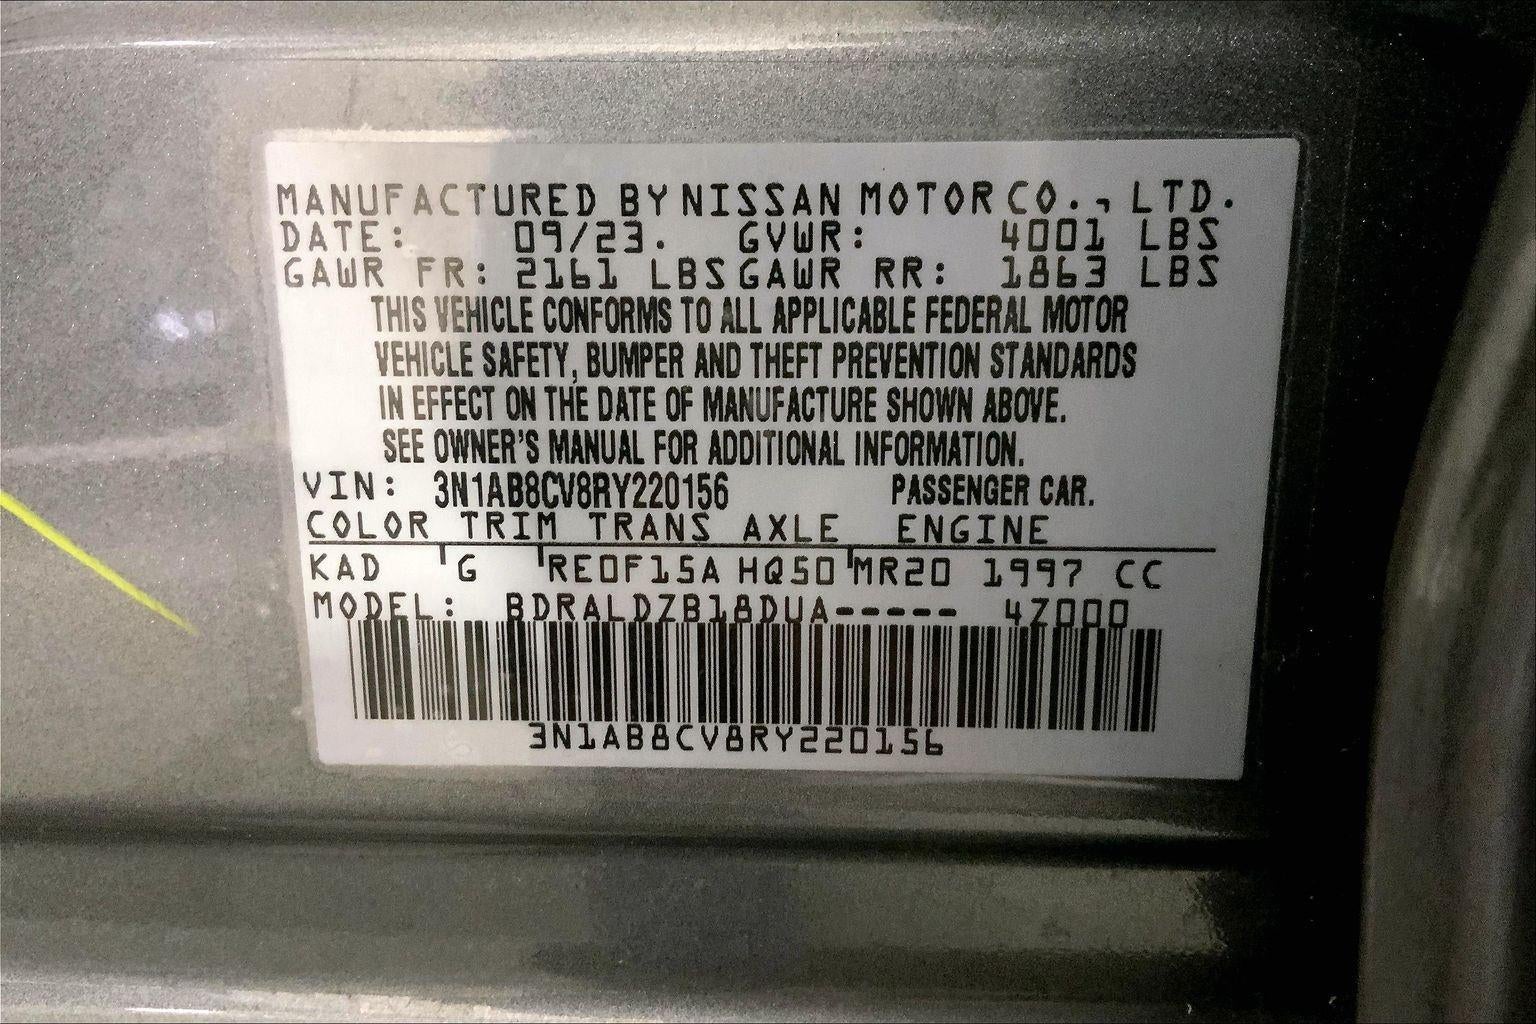 MANUFACTURED BY NISSAN MOTOR CO., LTD.
DATE: 09/23. GVWR: 4001 LBS
GAWR FR: 2161 LBS GAWR RR: 1863 LBS
THIS VEHICLE CONFORMS TO ALL APPLICABLE FEDERAL MOTOR
VEHICLE SAFETY, BUMPER AND THEFT PREVENTION STANDARDS
IN EFFECT ON THE DATE OF MANUFACTURE SHOWN ABOVE.
SEE OWNER'S MANUAL FOR ADDITIONAL INFORMATION.
VIN: 3N1AB8CV8RY220156 PASSENGER CAR.
COLOR TRIM TRANS AXLE ENGINE
KAD G RE0F15A HQ50 MR20 1997 CC
MODEL: BDRALDZB18DUA----- 4Z000
3N1AB8CV8RY220156